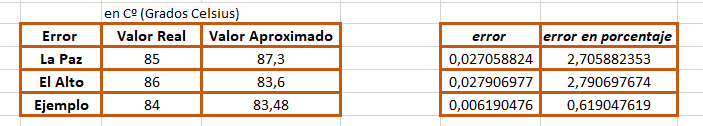 en Cº (Grados Celsius)
Error Valor Real Valor Aproximado error error en porcentaje
La Paz 85 87,3 0,027058824 2,705882353
El Alto 86 83,6 0,027906977 2,790697674
Ejemplo 84 83,48 0,006190476 0,619047619